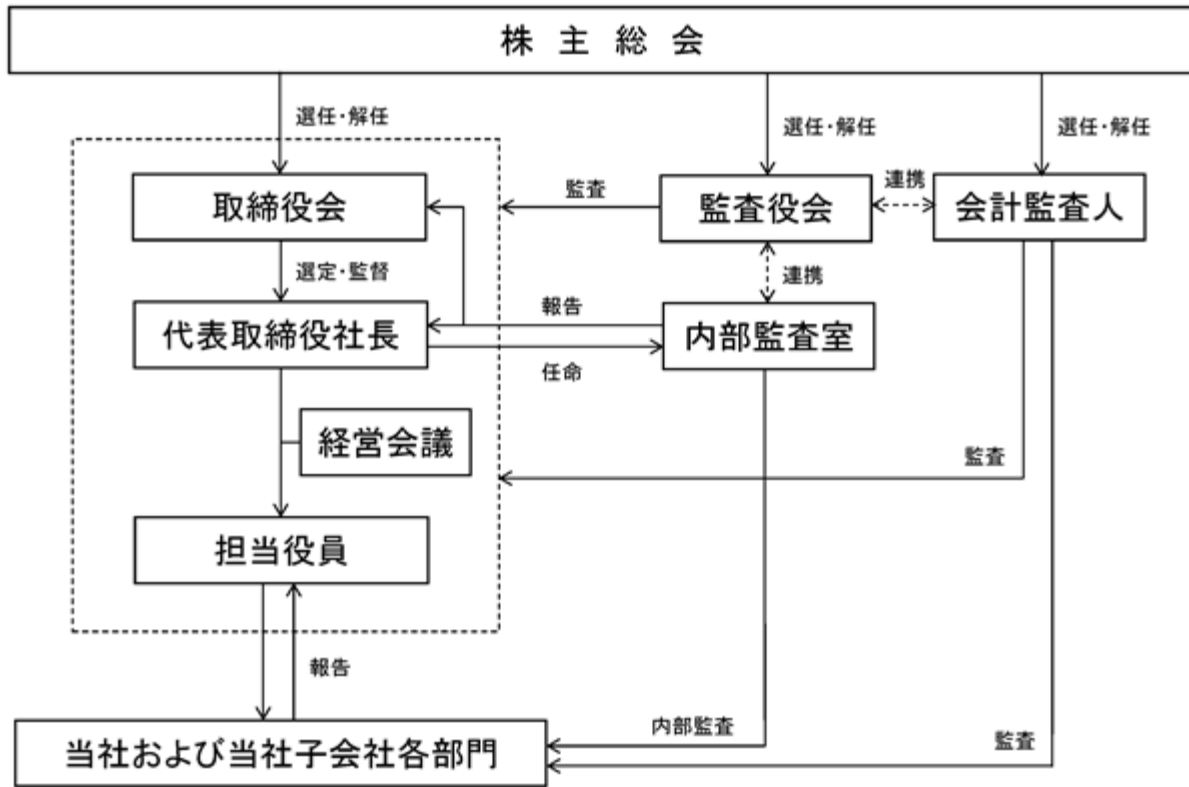 株 主 総 会
選任・解任
選任・解任
選任・解任
取締役会
監査
監査役会
連携
会計監査人
選定・監督
連携
代表取締役社長
報告
任命
内部監査室
経営会議
監査
担当役員
報告
内部監査
監査
当社および当社子会社各部門